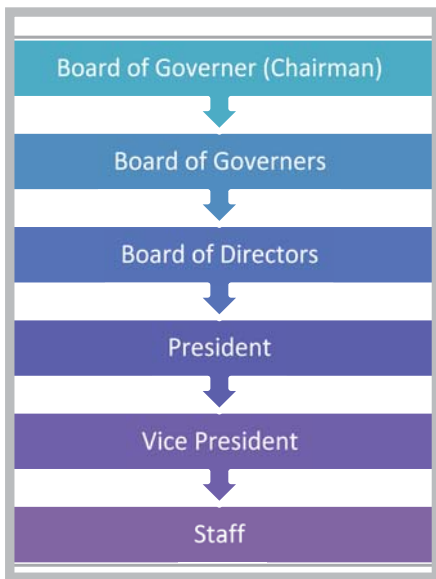 Board of Governer (Chairman)
Board of Governers
Board of Directors
President
Vice President
Staff